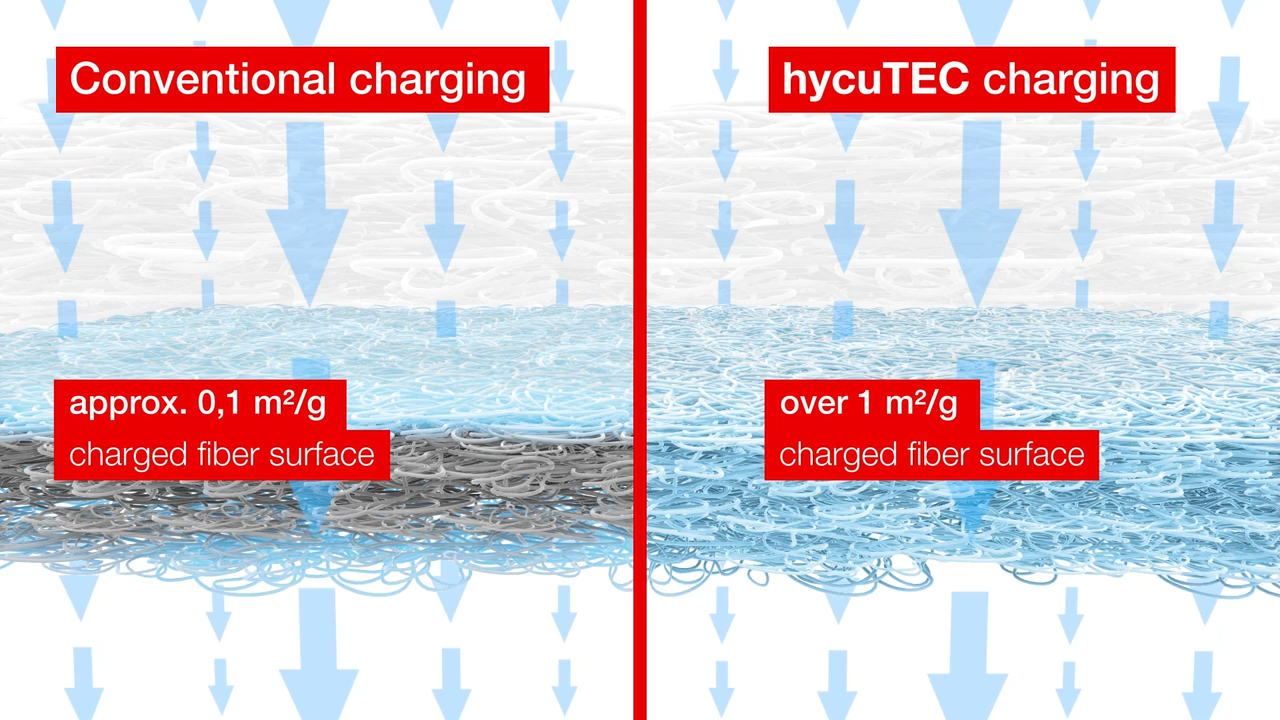 Conventional charging
approx. 0,1 m²/g
charged fiber surface
hycuTEC charging
over 1 m²/g
charged fiber surface